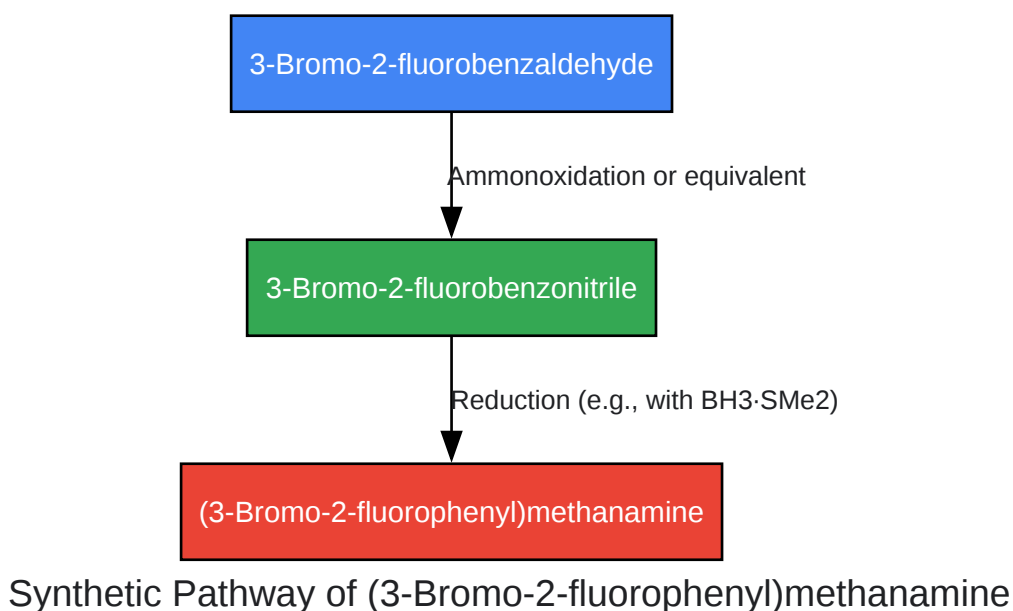 3-Bromo-2-fluorobenzaldehyde
Ammonoxidation or equivalent
3-Bromo-2-fluorobenzonitrile
Reduction (e.g., with BH3·SMe2)
(3-Bromo-2-fluorophenyl)methanamine
Synthetic Pathway of (3-Bromo-2-fluorophenyl)methanamine